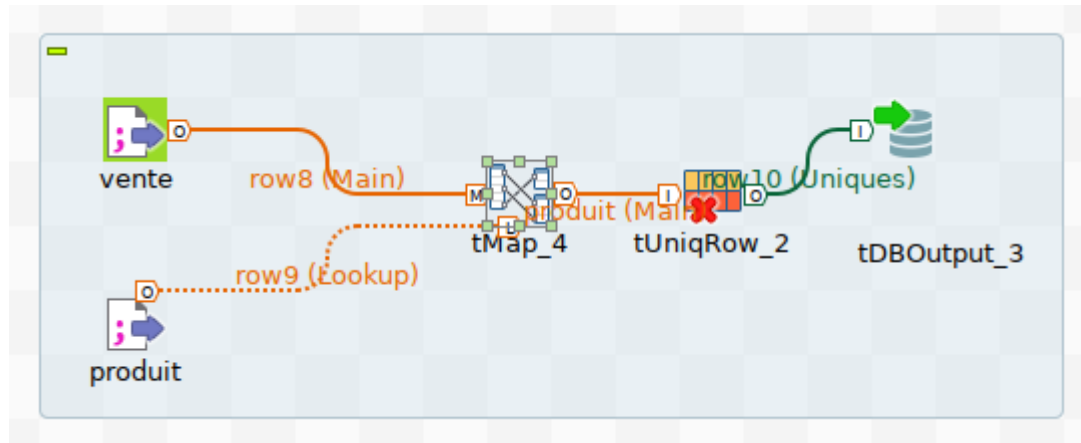 ;
O
vente
row8 (Main)
M
O
produit (Main)
I
row10 (Uniques)
O
I
L
tMap_4
tUniqRow_2
tDBOutput_3
row9 (Lookup)
O
;
produit